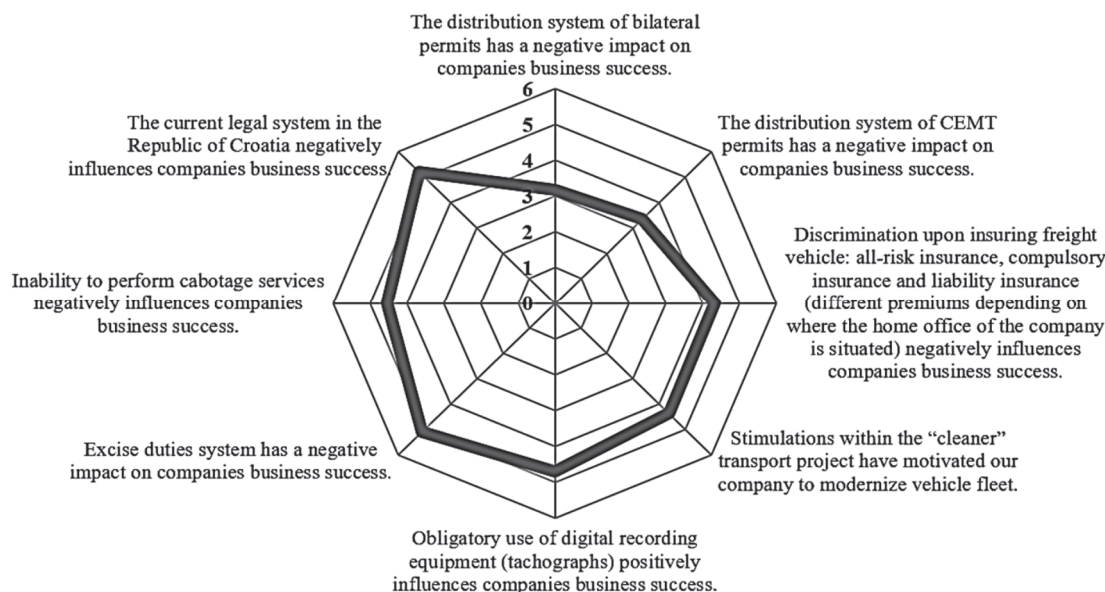 The distribution system of bilateral
permits has a negative impact on
companies business success.
6
5
4
3
2
1
0
The distribution system of CEMT
permits has a negative impact on
companies business success.
Discrimination upon insuring freight
vehicle: all-risk insurance, compulsory
insurance and liability insurance
(different premiums depending on
where the home office of the company
is situated) negatively influences
companies business success.
Stimulations within the “cleaner”
transport project have motivated our
company to modernize vehicle fleet.
Obligatory use of digital recording
equipment (tachographs) positively
influences companies business success.
Excise duties system has a negative
impact on companies business success.
Inability to perform cabotage services
negatively influences companies
business success.
The current legal system in the
Republic of Croatia negatively
influences companies business success.